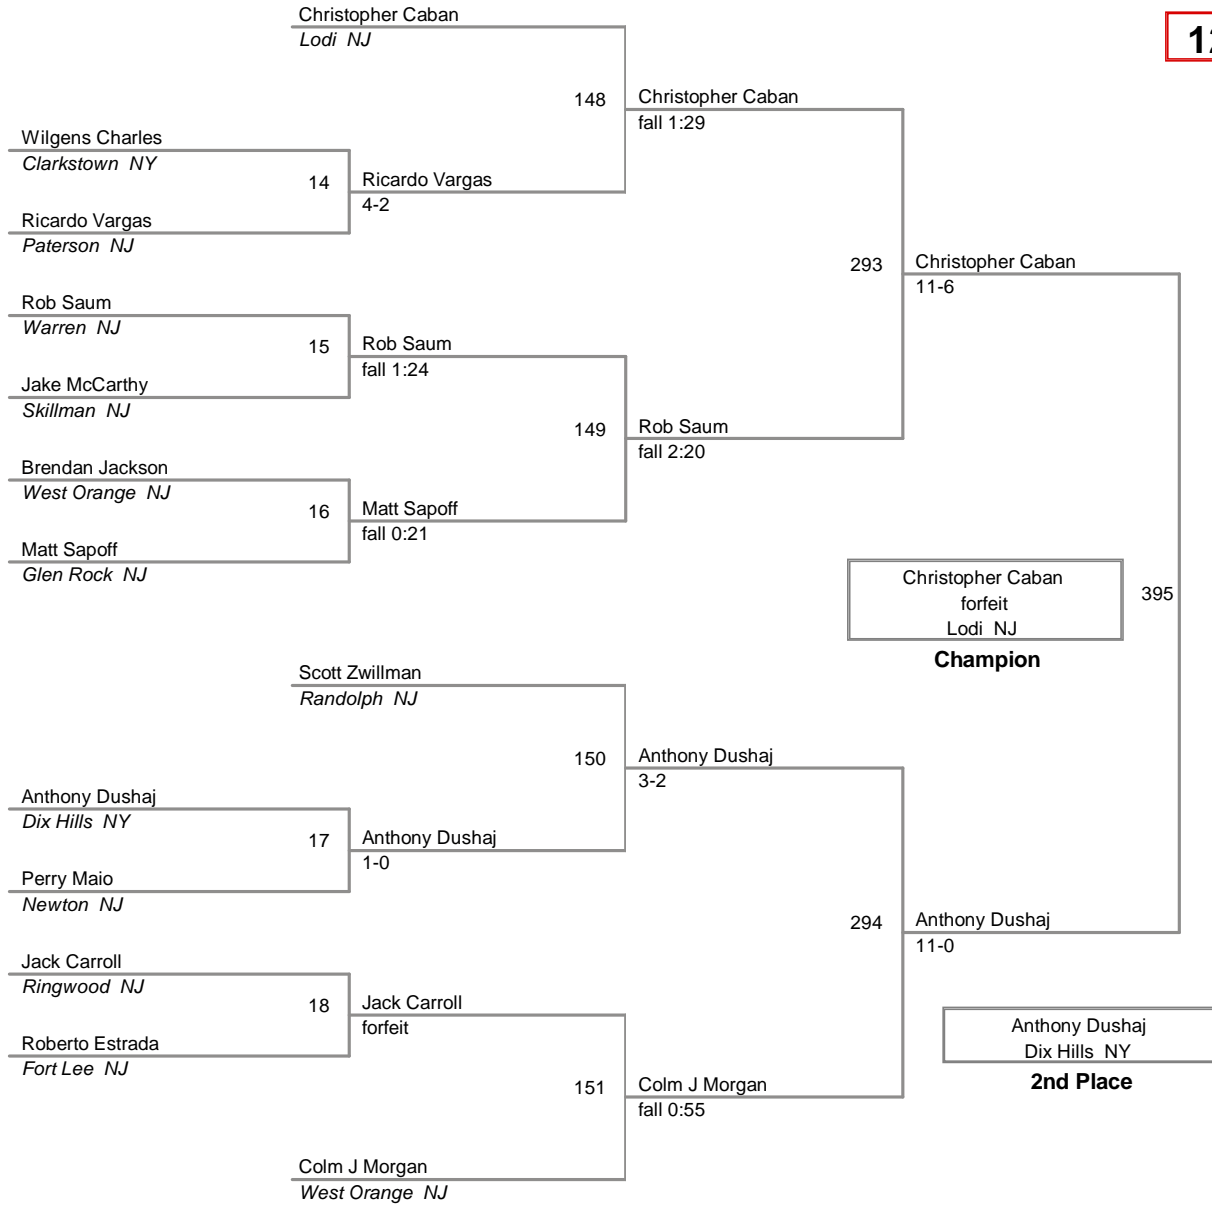 Christopher Caban
Lodi  NJ
148
Christopher Caban
fall 1:29
Wilgens Charles
Clarkstown  NY
14
Ricardo Vargas
4-2
Ricardo Vargas
Paterson  NJ
293
Christopher Caban
11-6
Rob Saum
Warren  NJ
15
Rob Saum
fall 1:24
Jake McCarthy
Skillman  NJ
149
Rob Saum
fall 2:20
Brendan Jackson
West Orange  NJ
16
Matt Sapoff
fall 0:21
Matt Sapoff
Glen Rock  NJ
Christopher Caban
forfeit
Lodi  NJ
Champion
395
Scott Zwillman
Randolph  NJ
150
Anthony Dushaj
3-2
Anthony Dushaj
Dix Hills  NY
17
Anthony Dushaj
1-0
Perry Maio
Newton  NJ
294
Anthony Dushaj
11-0
Jack Carroll
Ringwood  NJ
18
Jack Carroll
forfeit
Roberto Estrada
Fort Lee  NJ
Anthony Dushaj
Dix Hills  NY
2nd Place
151
Colm J Morgan
fall 0:55
Colm J Morgan
West Orange  NJ